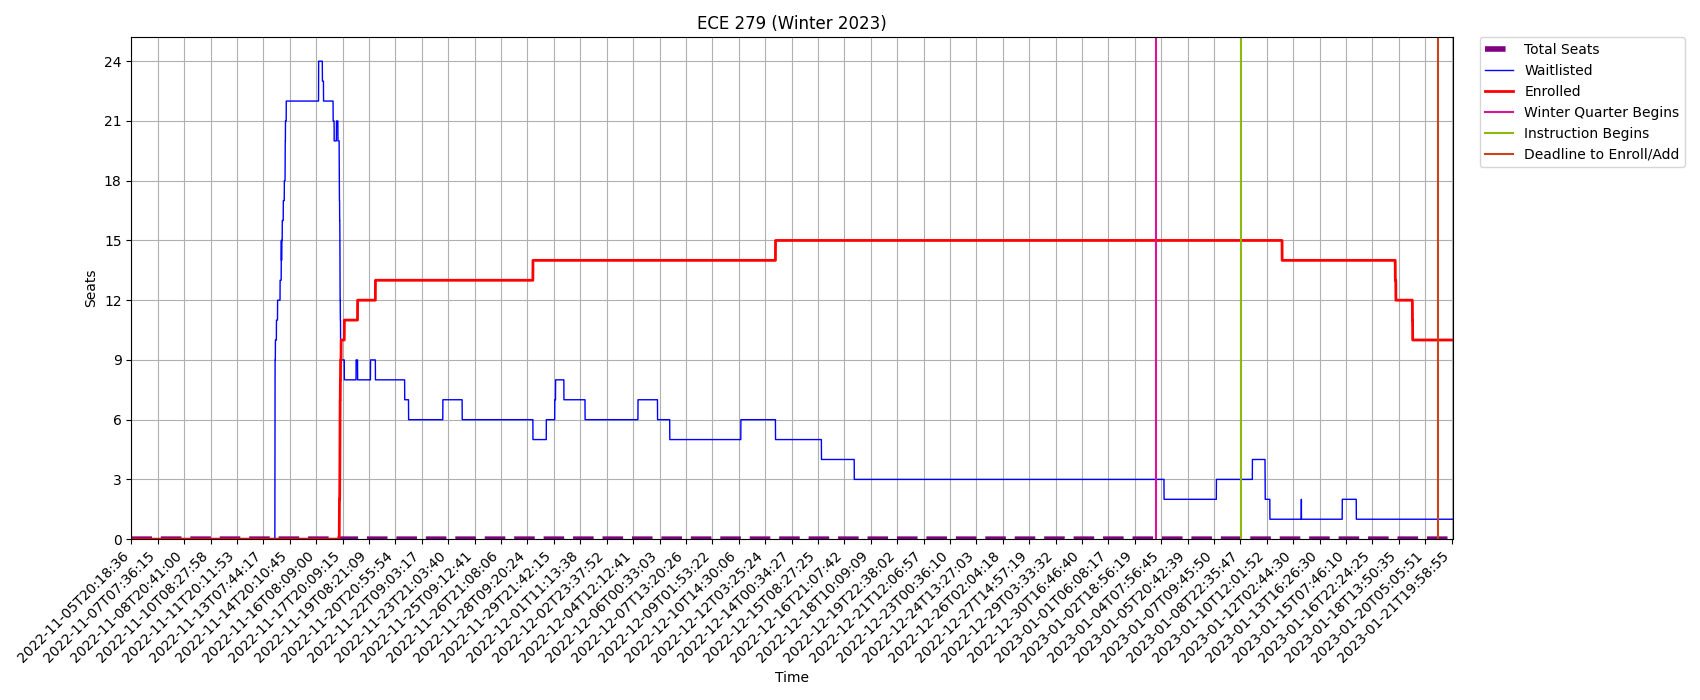 ECE 279 (Winter 2023)
Total Seats
Waitlisted
Enrolled
Winter Quarter Begins
Instruction Begins
Deadline to Enroll/Add
24
21
18
15
12
9
6
3
0
Seats
2022-11-05T20:18:36
2022-11-07T07:36:15
2022-11-08T20:41:00
2022-11-10T08:27:58
2022-11-11T20:11:53
2022-11-13T07:44:17
2022-11-14T20:10:45
2022-11-16T08:09:00
2022-11-17T20:09:15
2022-11-19T08:21:09
2022-11-20T20:55:54
2022-11-22T09:03:17
2022-11-23T21:03:40
2022-11-25T09:12:41
2022-11-26T21:08:06
2022-11-28T09:20:24
2022-11-29T21:42:15
2022-12-01T11:13:38
2022-12-02T23:37:52
2022-12-04T12:12:41
2022-12-06T00:33:03
2022-12-07T13:20:26
2022-12-09T01:53:22
2022-12-10T14:30:06
2022-12-12T03:25:24
2022-12-14T00:34:27
2022-12-15T08:27:25
2022-12-16T21:07:42
2022-12-18T10:09:09
2022-12-19T22:38:02
2022-12-21T12:06:57
2022-12-23T00:36:10
2022-12-24T13:27:03
2022-12-26T02:04:18
2022-12-27T14:57:19
2022-12-29T03:33:32
2022-12-30T16:46:40
2023-01-01T06:08:17
2023-01-02T18:56:19
2023-01-04T07:56:45
2023-01-05T20:42:39
2023-01-07T09:45:50
2023-01-08T22:35:47
2023-01-10T12:01:52
2023-01-12T02:44:30
2023-01-13T16:26:30
2023-01-15T07:46:10
2023-01-16T22:24:25
2023-01-18T13:50:35
2023-01-20T05:05:51
2023-01-21T19:58:55
Time